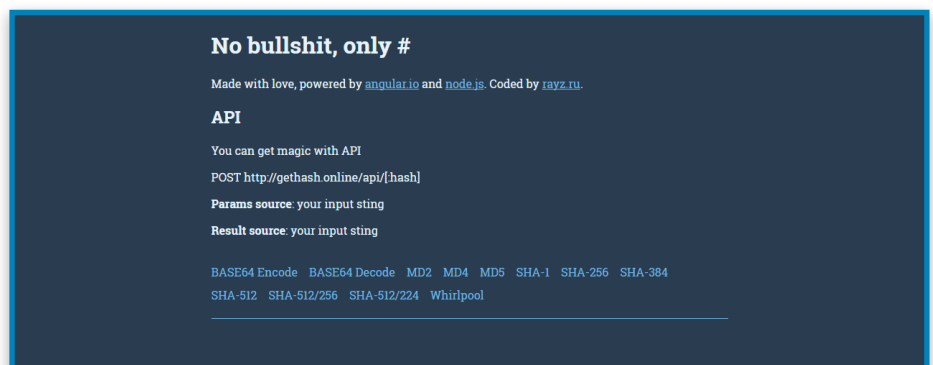 No bullshit, only #
Made with love, powered by angular.io and node.js. Coded by rayz.ru.
API
You can get magic with API
POST http://gethash.online/api/[:hash]
Params source: your input sting
Result source: your input sting
BASE64 Encode BASE64 Decode MD2 MD4 MD5 SHA-1 SHA-256 SHA-384
SHA-512 SHA-512/256 SHA-512/224 Whirlpool